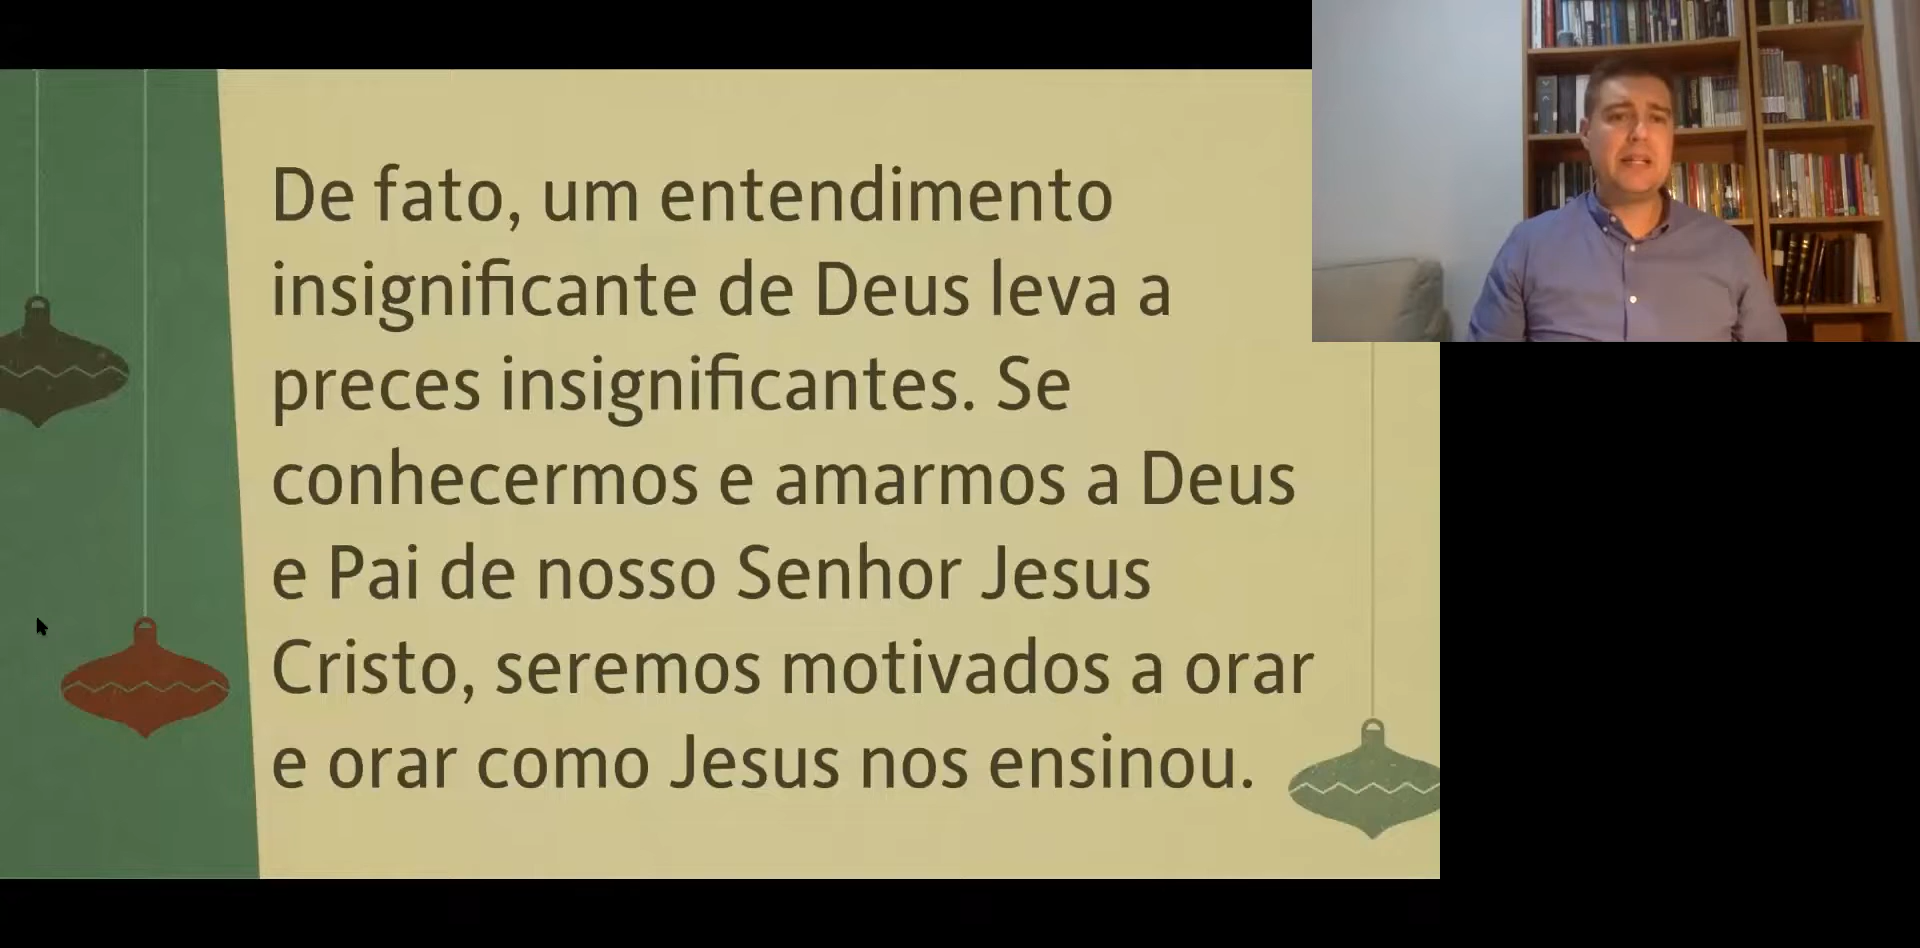 De fato, um entendimento
insignificante de Deus leva a
preces insignificantes. Se
conhecermos e amarmos a Deus
e Pai de nosso Senhor Jesus
Cristo, seremos motivados a orar
e orar como Jesus nos ensinou.